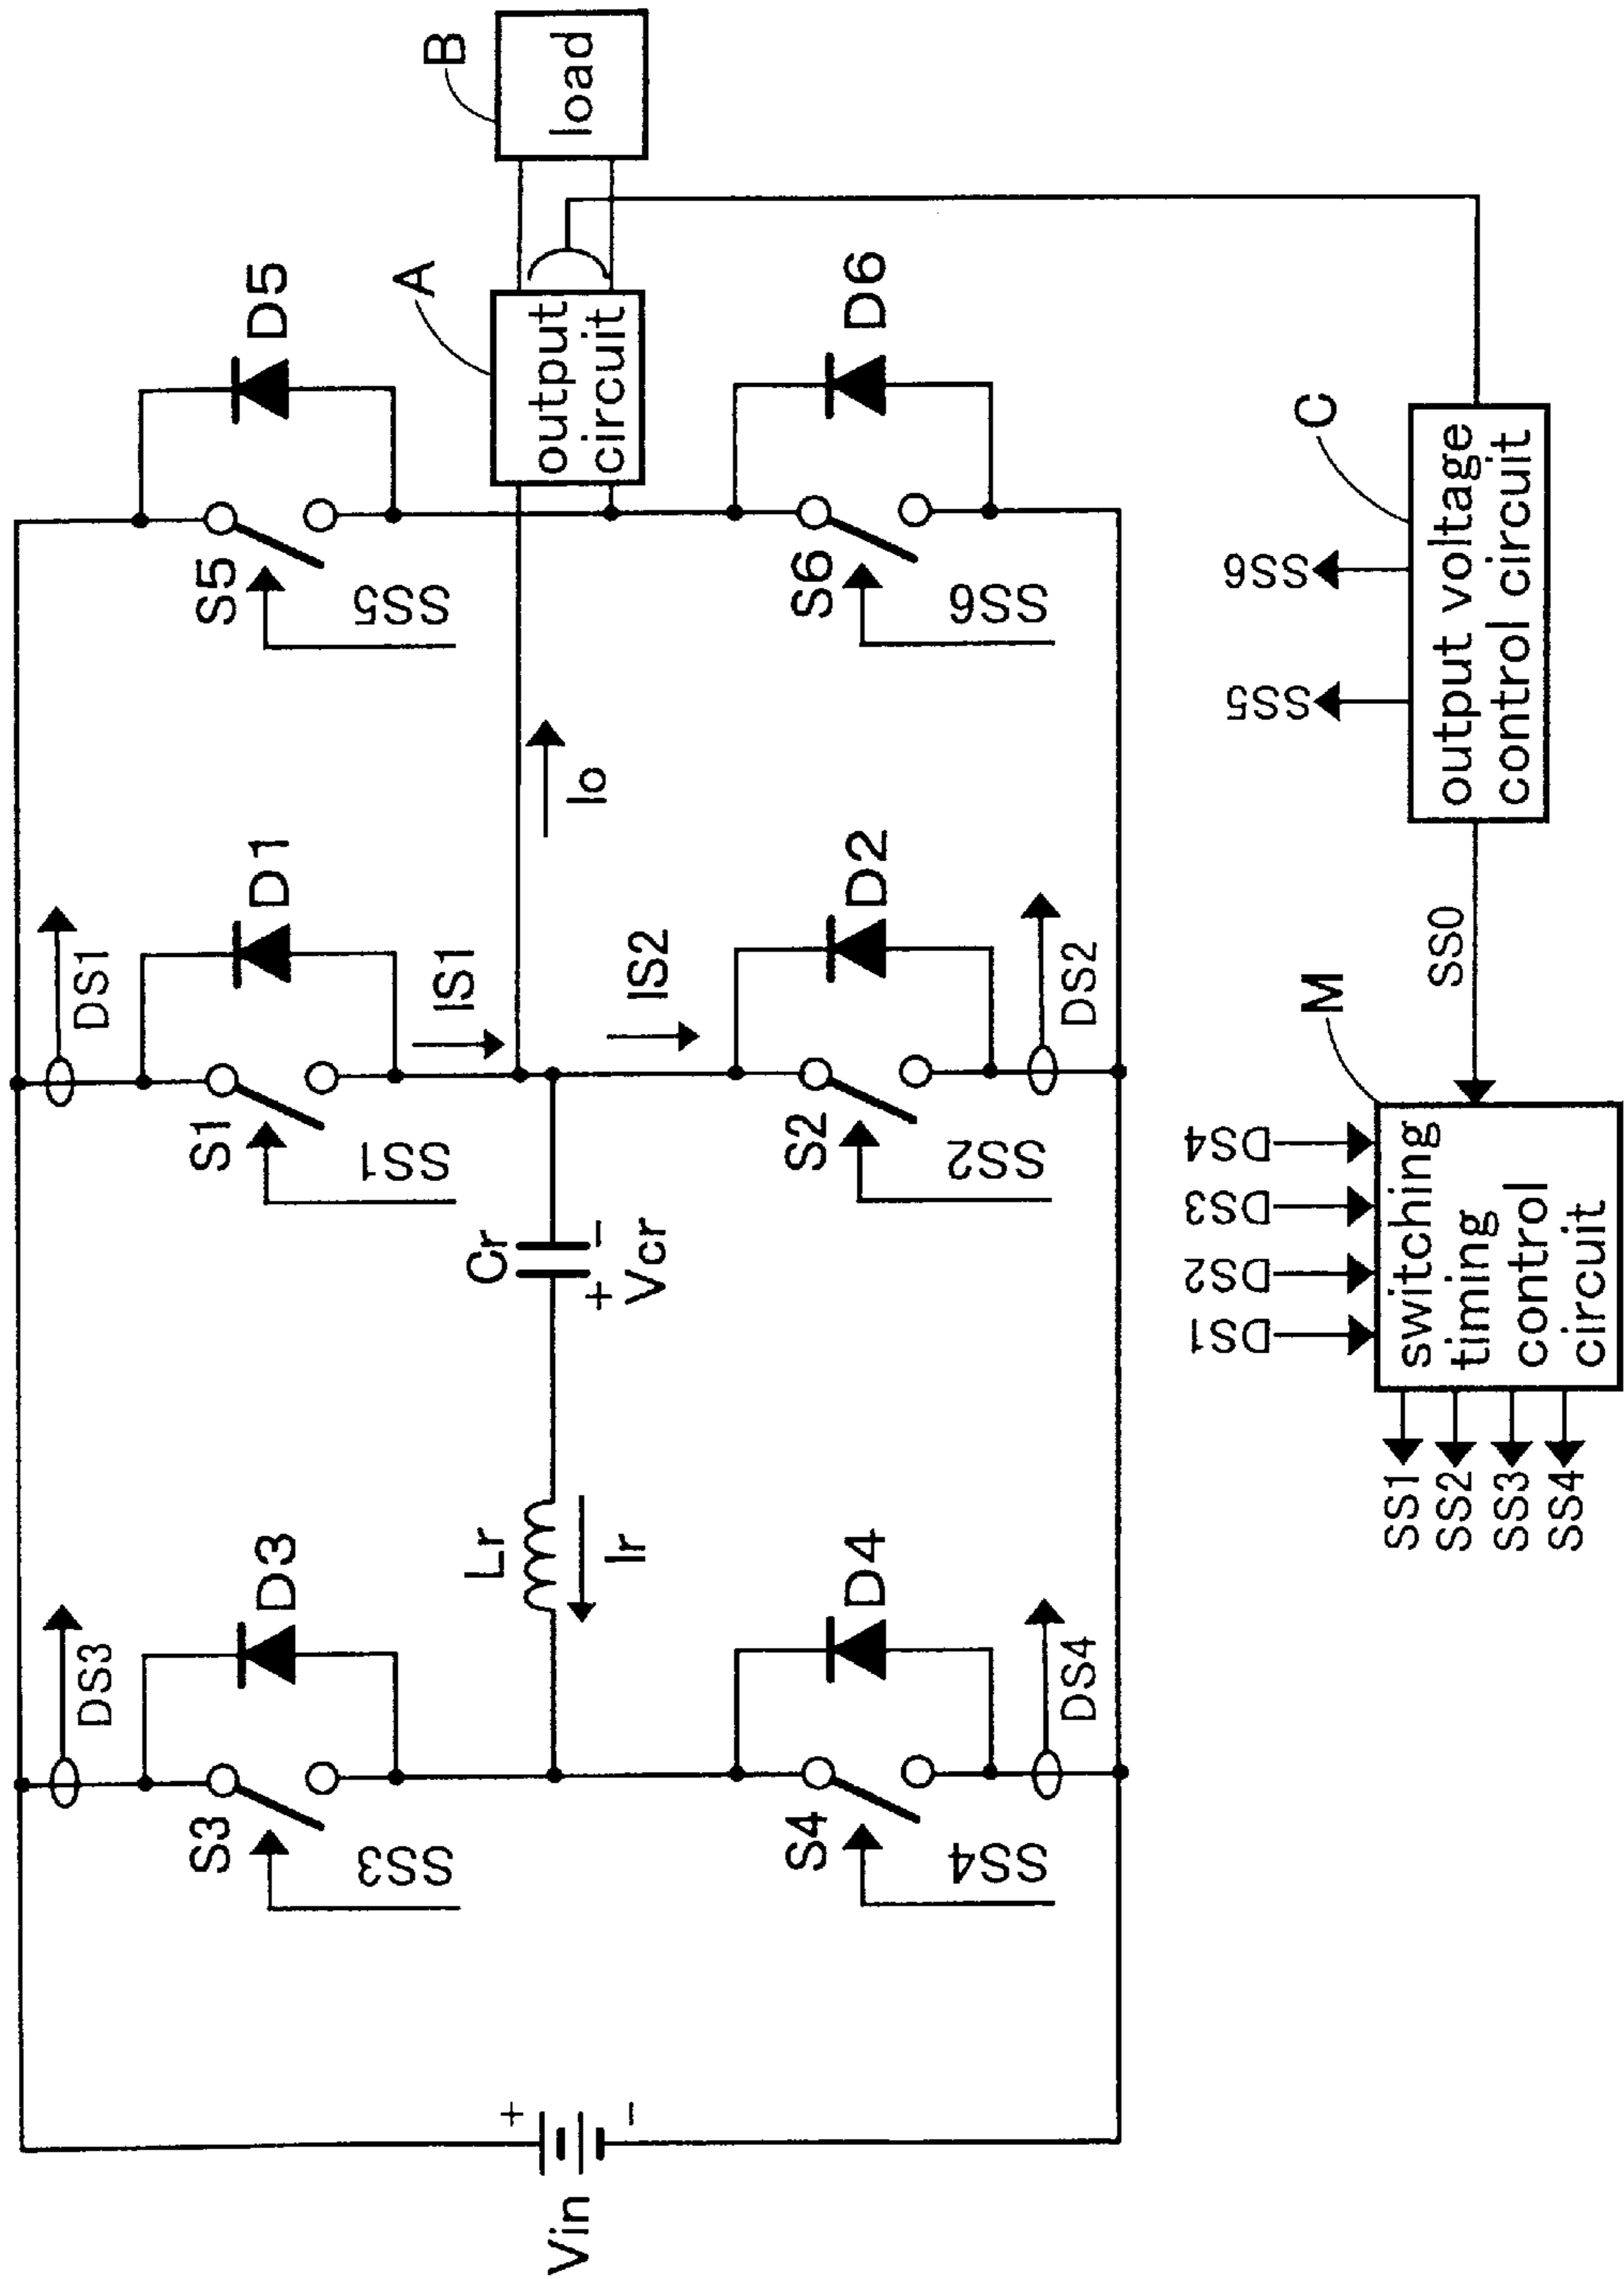 Vin
+
-
S3
SS3
DS3
D3
S4
SS4
DS4
D4
Lr
Ir
Cr
+
-
Vcr
S1
SS1
DS1
D1
IS1
S2
SS2
DS2
D2
IS2
Io
S5
SS5
D5
S6
SS6
D6
A
output
circuit
B
load
SS1
SS2
SS3
SS4
DS1
DS2
DS3
DS4
M
switching
timing
control
circuit
SS0
C
SS5
SS6
output voltage
control circuit